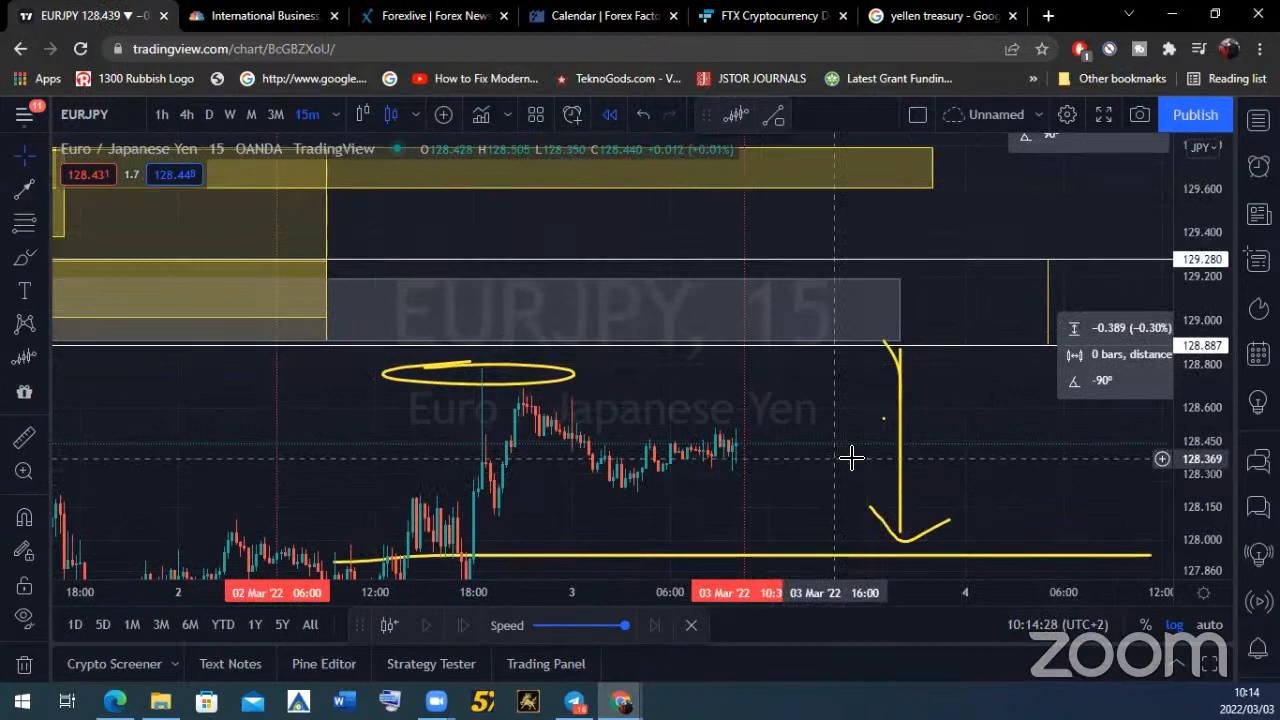 EURJPY 128.439 ▼ −0
International Business,
Forexlive | Forex News
Calendar | Forex Facto
FTX Cryptocurrency D
yellen treasury - Goog
tradingview.com/chart/BcGBZXoU/
1
Apps
1300 Rubbish Logo
http://www.google....
How to Fix Modern...
TeknoGods.com - V...
JSTOR JOURNALS
Latest Grant Fundin...
»
Other bookmarks
Reading list
11
EURJPY
1h 4h D W M 3M 15m
Unnamed
Publish
90°
Euro / Japanese Yen 15 OANDA TradingView
O128.428 H128.505 L128.350 C128.440 +0.012 (+0.01%)
JPY
128.431 1.7 128.448
129.600
129.400
129.280
129.200
EURJPY, 15
129.000
−0.389 (−0.30%)
128.887
0 bars, distance
128.800
-90°
Euro / Japanese Yen
128.600
128.450
128.369
128.300
128.150
128.000
127.860
18:00 2 02 Mar '22 06:00 12:00 18:00 3 06:00 03 Mar '22 10:3 03 Mar '22 16:00 4 06:00 12:00
1D 5D 1M 3M 6M YTD 1Y 5Y All
Speed
10:14:28 (UTC+2)
% log auto
zoom
Crypto Screener
Text Notes
Pine Editor
Strategy Tester
Trading Panel
16
10:14
2022/03/03